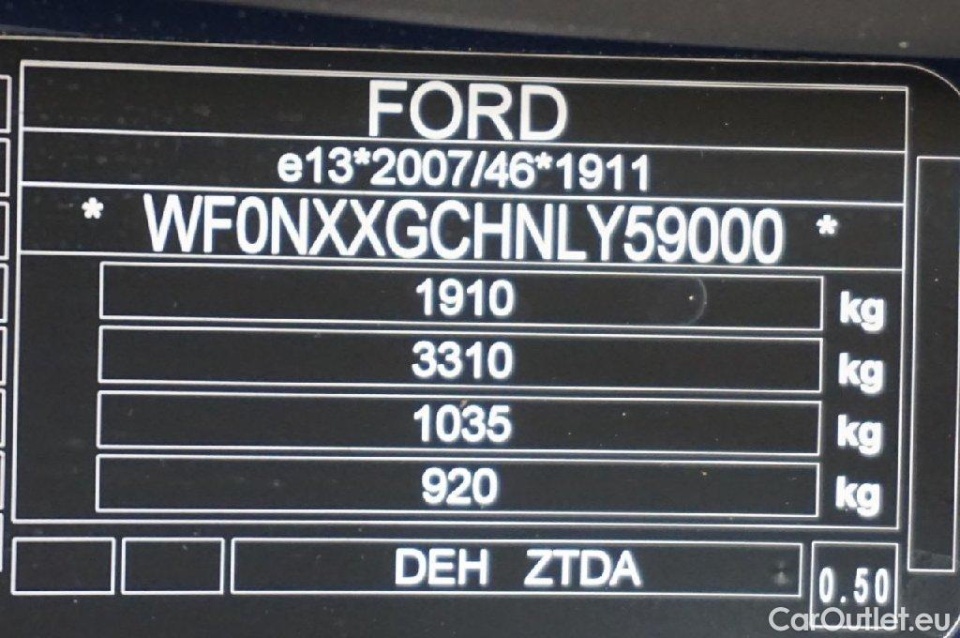 FORD
e13*2007/46*1911
* WF0NXXGCHNLY59000 *
1910 kg
3310 kg
1035 kg
920 kg
DEH ZTDA
0.50
CarOutlet.eu